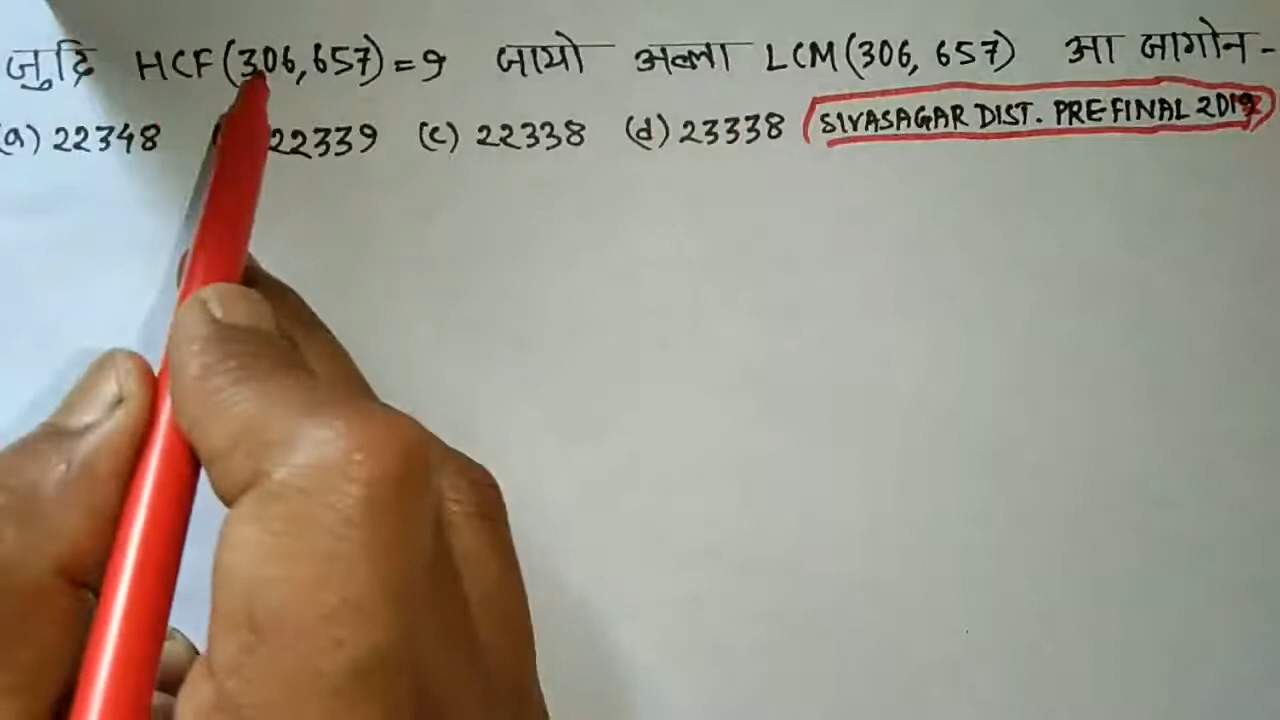 जुदि HCF(306,657)=9 जायो अब्ला LCM(306, 657) आ जागोन-
(a) 22348 22339 (c) 22338 (d) 23338 (SIVASAGAR DIST. PRE FINAL 2019)